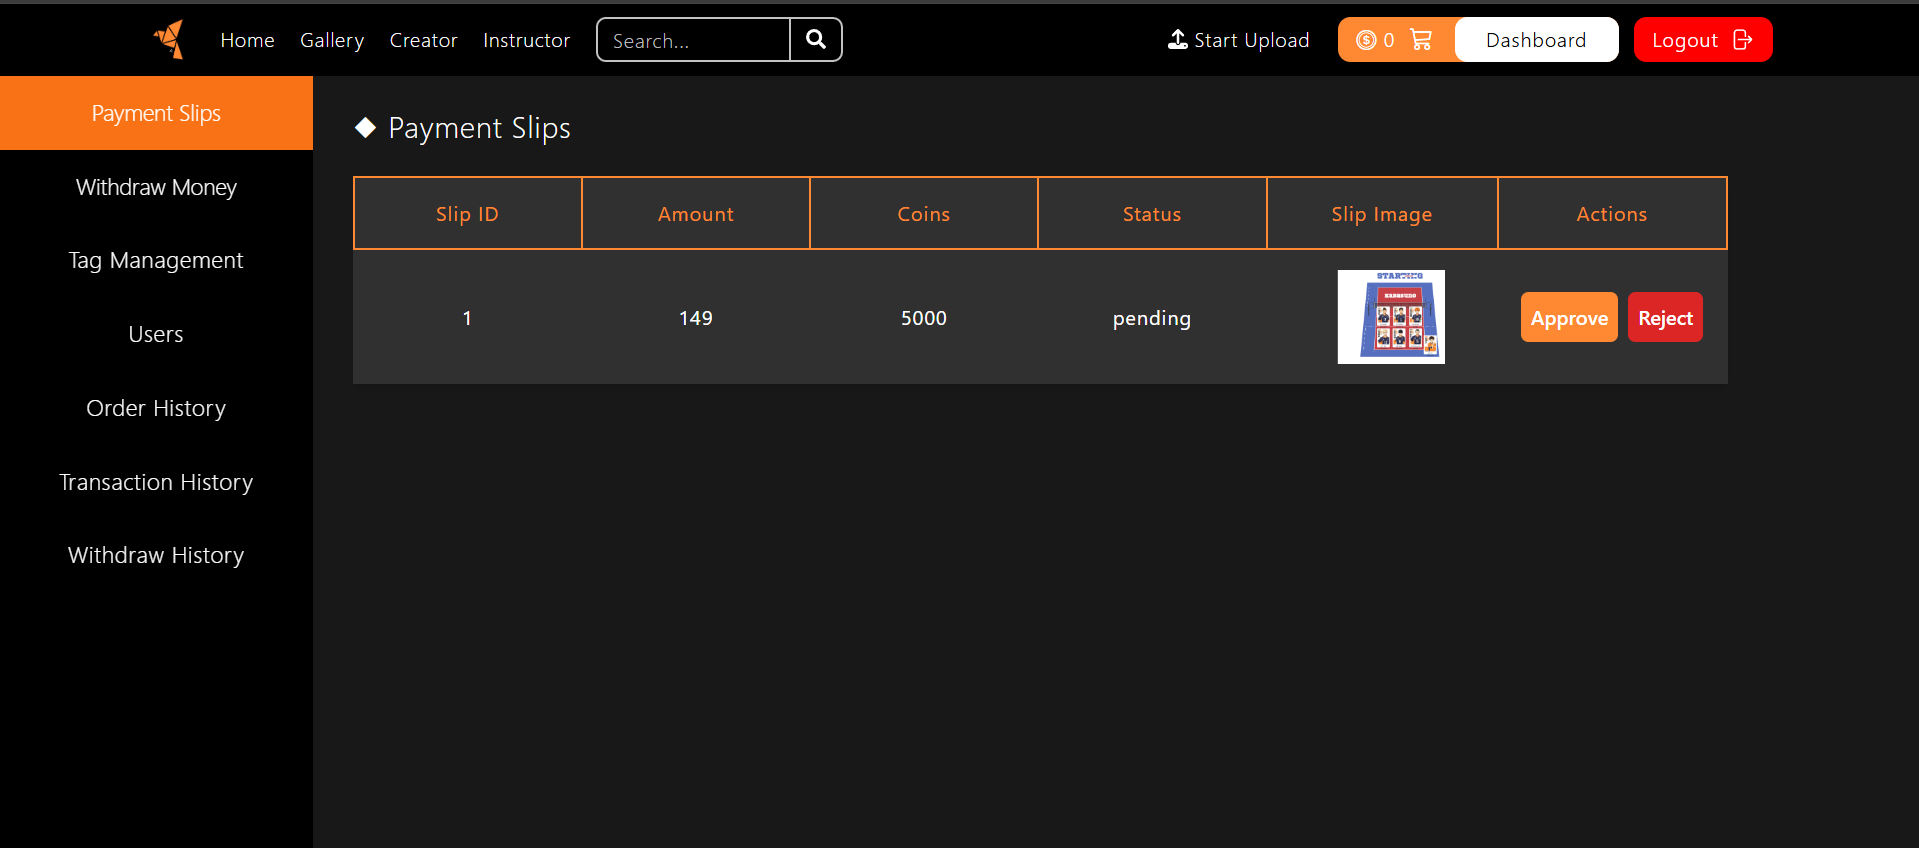 Home Gallery Creator Instructor Search... Start Upload 0 Dashboard Logout
Payment Slips
Withdraw Money
Tag Management
Users
Order History
Transaction History
Withdraw History
Payment Slips
Slip ID Amount Coins Status Slip Image Actions
1 149 5000 pending Approve Reject